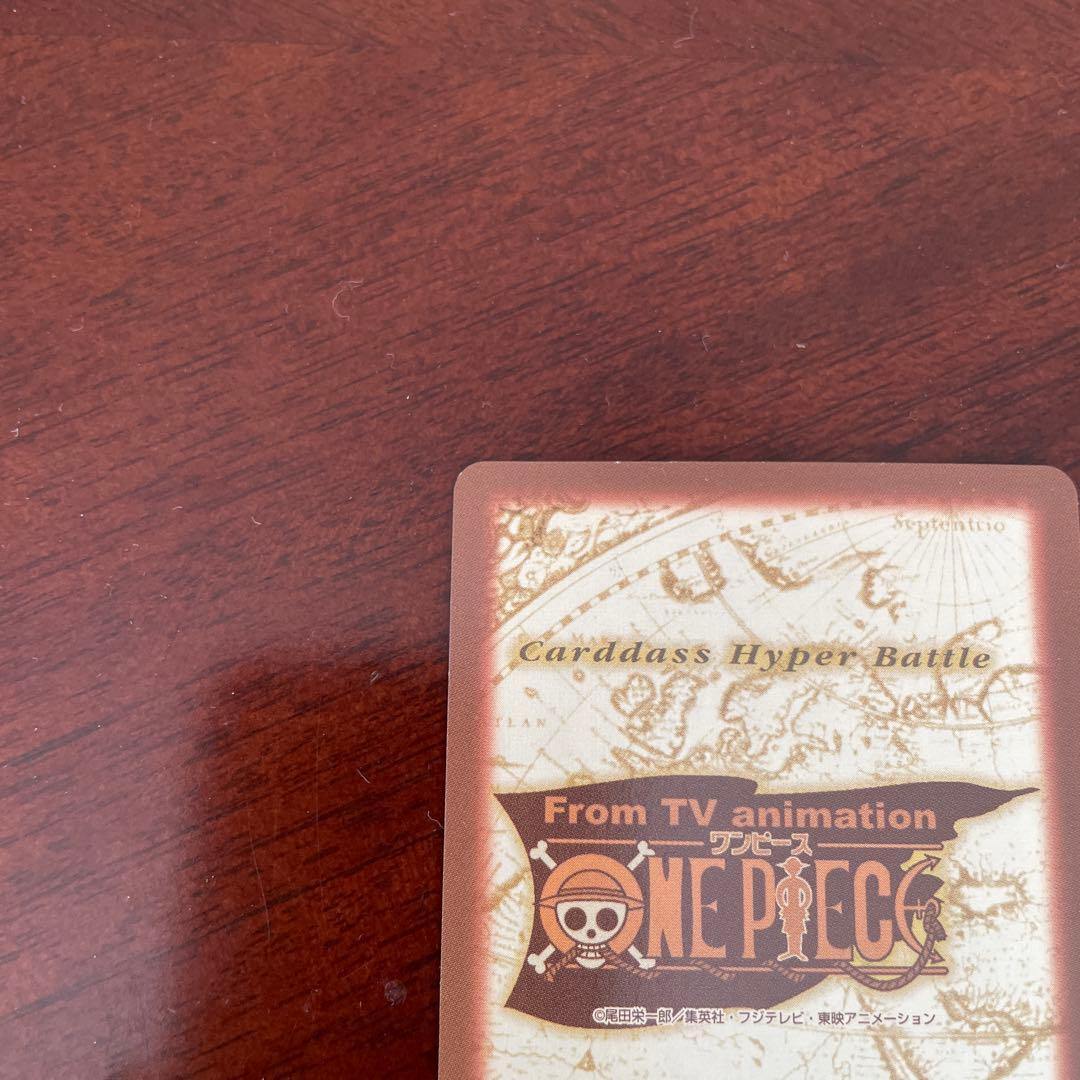 Septentrio
Carddass Hyper Battle
TLAN
From TV animation
ワンピース
ONE PIECE
©尾田栄一郎／集英社・フジテレビ・東映アニメーション